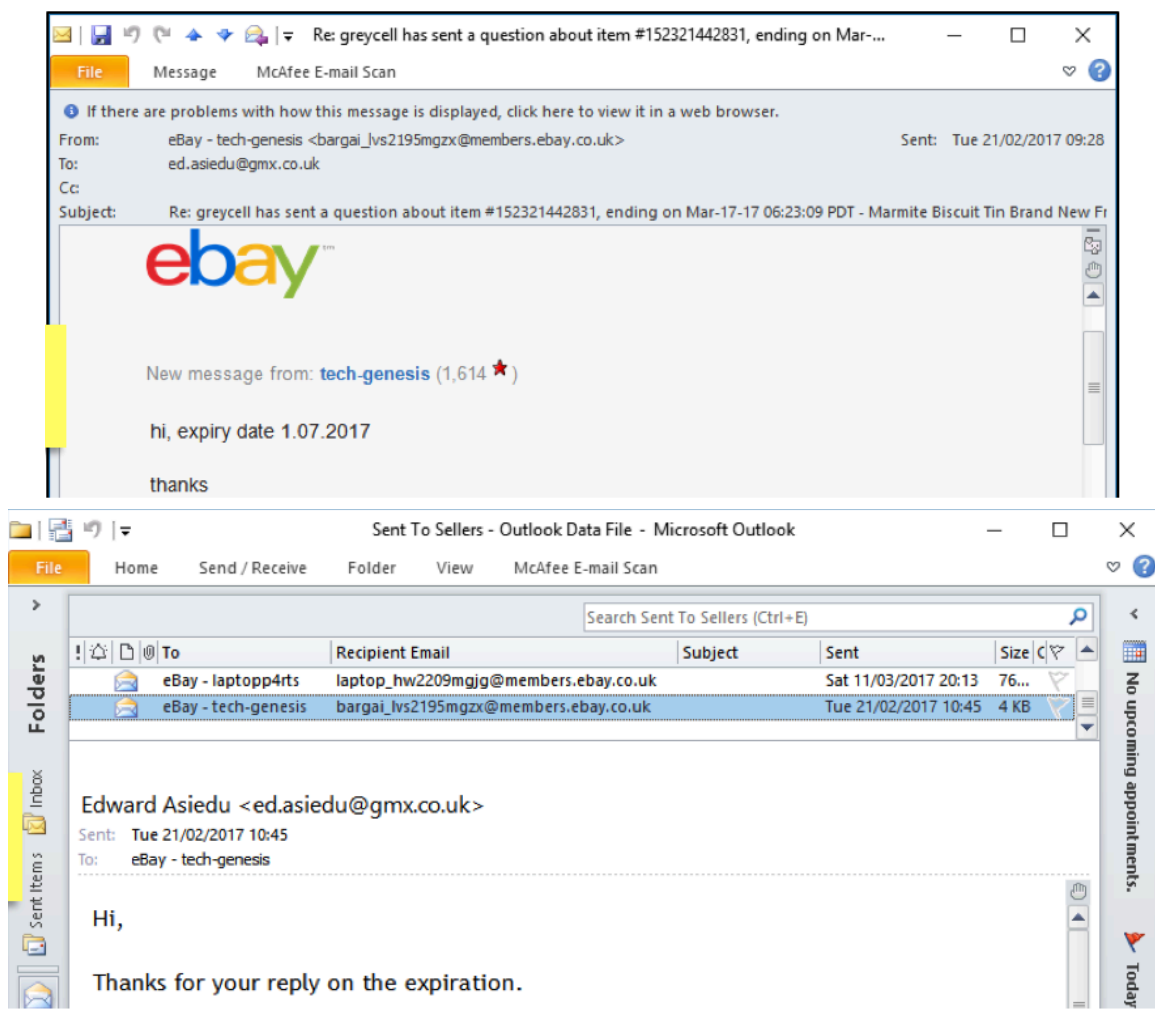 Re: greycell has sent a question about item #152321442831, ending on Mar-...
File Message McAfee E-mail Scan
If there are problems with how this message is displayed, click here to view it in a web browser.
From: eBay - tech-genesis <bargai_lvs2195mgzx@members.ebay.co.uk> Sent: Tue 21/02/2017 09:28
To: ed.asiedu@gmx.co.uk
Cc:
Subject: Re: greycell has sent a question about item #152321442831, ending on Mar-17-17 06:23:09 PDT - Marmite Biscuit Tin Brand New Fr
ebay™
New message from: tech-genesis (1,614 ★)
hi, expiry date 1.07.2017
thanks
Sent To Sellers - Outlook Data File - Microsoft Outlook
File Home Send / Receive Folder View McAfee E-mail Scan
Search Sent To Sellers (Ctrl+E)
! To Recipient Email Subject Sent Size C
eBay - laptopp4rts laptop_hw2209mgjg@members.ebay.co.uk Sat 11/03/2017 20:13 76...
eBay - tech-genesis bargai_lvs2195mgzx@members.ebay.co.uk Tue 21/02/2017 10:45 4 KB
Edward Asiedu <ed.asiedu@gmx.co.uk>
Sent: Tue 21/02/2017 10:45
To: eBay - tech-genesis
Hi,
Thanks for your reply on the expiration.
Folders
Inbox
Sent Items
No upcoming appointments.
Today